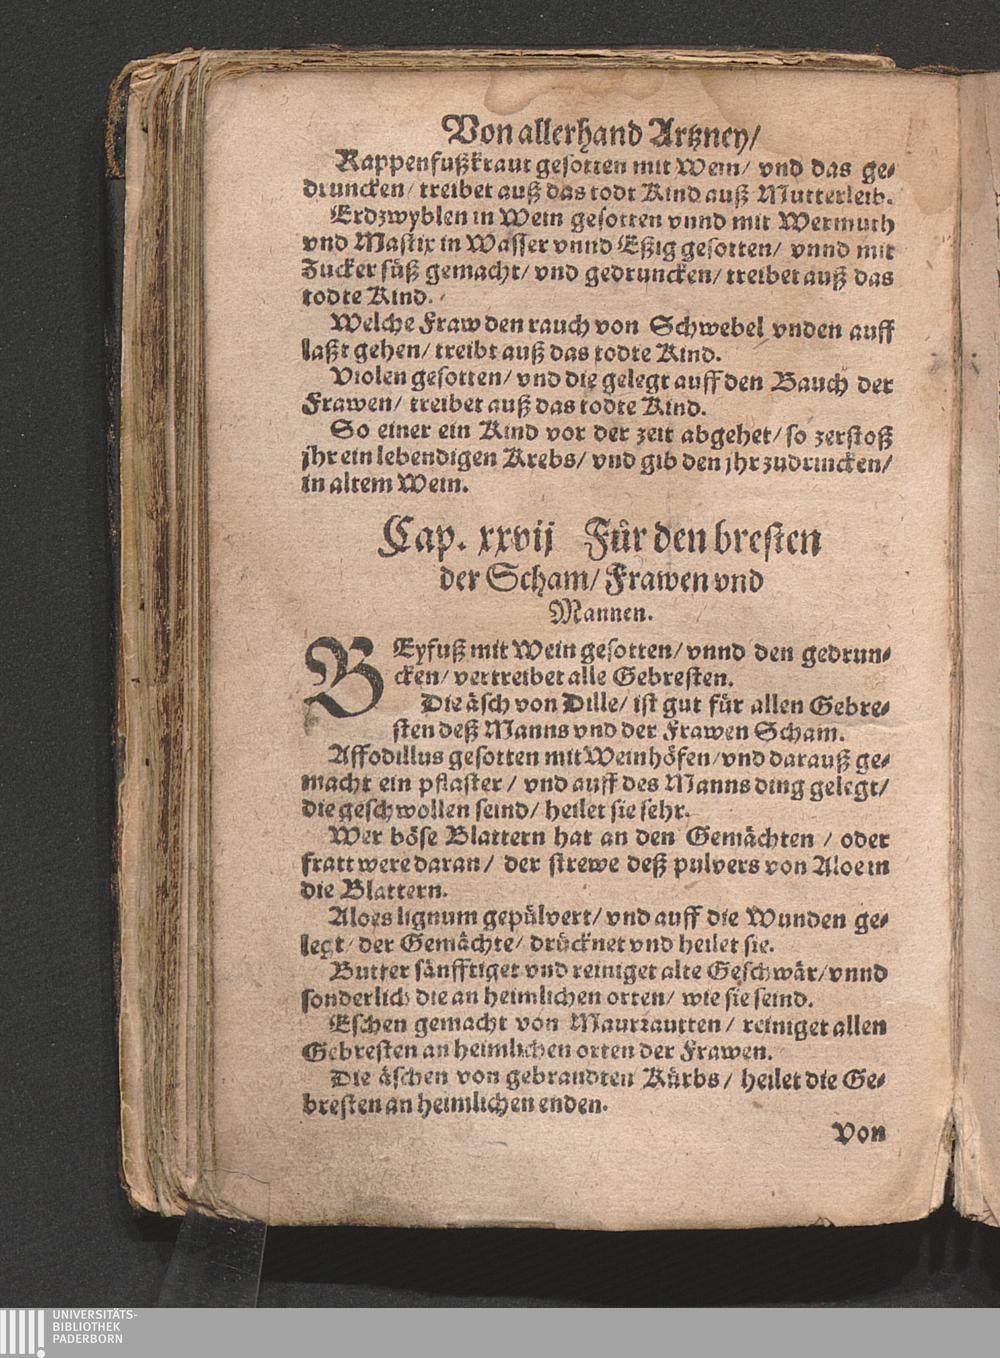 Von allerhand Artzney/
Rappenfußkraut gesotten mit Wein/ vnd das ge-
druncken/ treibet auß das todt Kind auß Mutterleib.
Erdzwyblen in Wein gesotten vnnd mit Wermuth
vnd Mastix in Wasser vnnd Eßig gesotten/ vnnd mit
Zucker süß gemacht/ vnd gedruncken/ treibet auß das
todte Kind.
Welche Fraw den rauch von Schwebel vnden auff
laßt gehen/ treibt auß das todte Kind.
Violen gesotten/ vnd die gelegt auff den Bauch der
Frawen/ treibet auß das todte Kind.
So einer ein Kind vor der zeit abgehet/ so zerstoß
jhr ein lebendigen Krebs/ vnd gib den jhr zudrincken/
in altem Wein.
Cap. xxvij Für den bresten
der Scham/ Frawen vnd
Mannen.
BEyfuß mit Wein gesotten/ vnnd den gedrun-
cken/ vertreibet alle Gebresten.
Die äsch von Dille/ ist gut für allen Gebre-
sten deß Manns vnd der Frawen Scham.
Affodillus gesotten mit Weinhöfen/ vnd darauß ge-
macht ein pflaster/ vnd auff des Manns ding gelegt/
die geschwollen seind/ heilet sie sehr.
Wer böse Blattern hat an den Gemächten/ oder
fratt were daran/ der strewe deß pulvers von Aloe in
die Blattern.
Aloes lignum gepülvert/ vnd auff die Wunden ge-
legt/ der Gemächte/ drücknet vnd heilet sie.
Butter sänfftiget vnd reiniget alte Geschwär/ vnnd
sonderlich die an heimlichen orten/ wie sie seind.
Eschen gemacht von Maurrautten/ reiniget allen
Gebresten an heimlichen orten der Frawen.
Die äschen von gebrandten Kürbs/ heilet die Ge-
bresten an heimlichen enden.
Von
UNIVERSITÄTS-
BIBLIOTHEK
PADERBORN